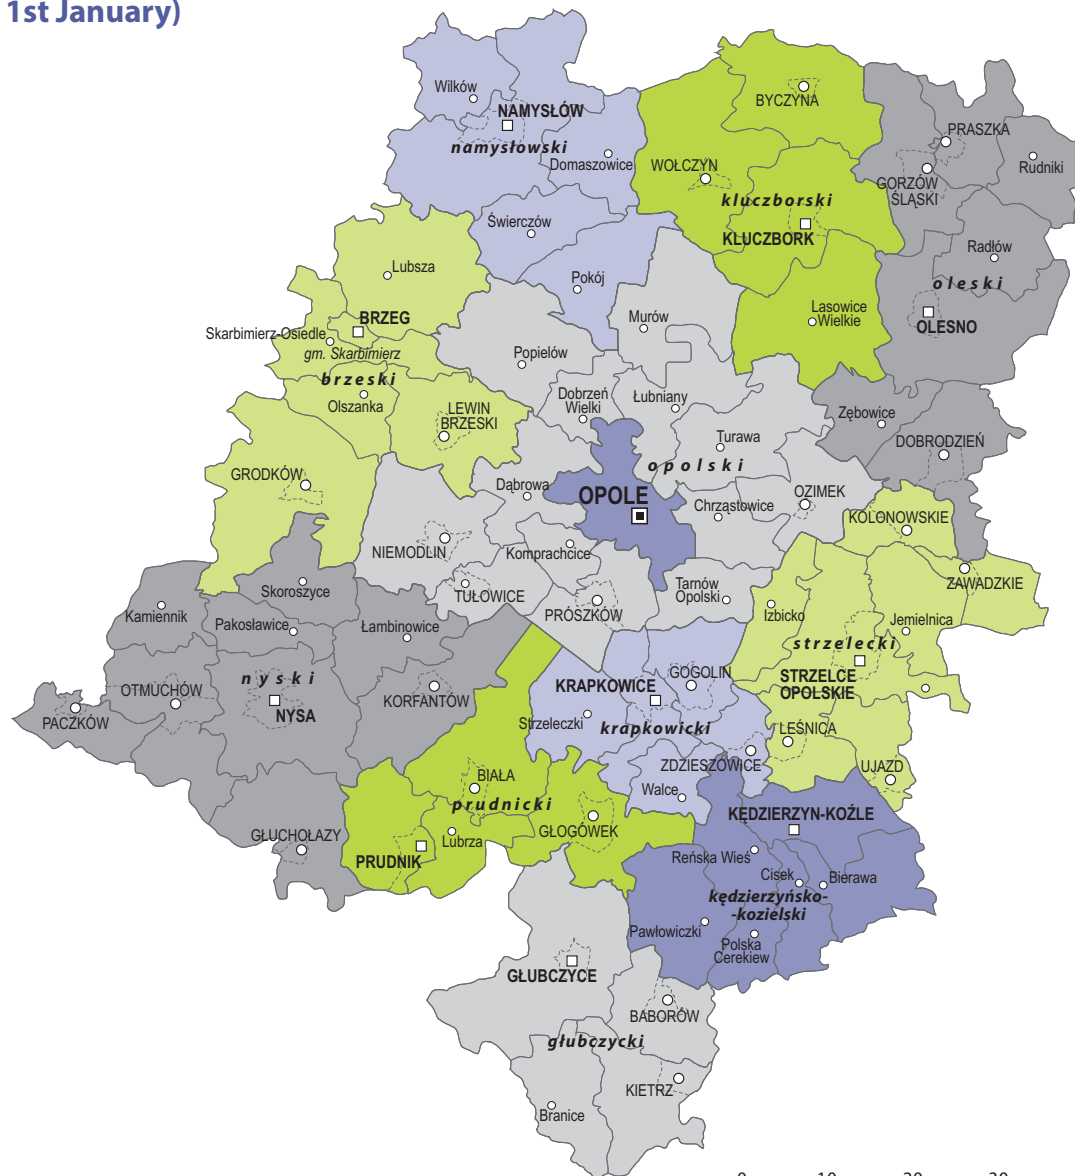 1st January)
Wilków
NAMYSŁÓW
namysłowski
Domaszowice
BYCZYNA
WOŁCZYN
PRASZKA
Rudniki
GORZÓW
ŚLĄSKI
kluczborski
KLUCZBORK
Świerczów
Radłów
oleski
OLESNO
Lubsza
Pokój
Lasowice
Wielkie
BRZEG
Skarbimierz-Osiedle
gm. Skarbimierz
brzeski
Olszanka
LEWIN
BRZESKI
Murów
Popielów
Dobrzeń
Wielki
Łubniany
Zębowice
DOBRODZIEŃ
Turawa
opolski
GRODKÓW
Dąbrowa
OPOLE
Chrząstowice
OZIMEK
KOLONOWSKIE
NIEMODLIN
Komprachcice
ZAWADZKIE
Skoroszyce
TUŁOWICE
PRÓSZKÓW
Tarnów
Opolski
Izbicko
Jemielnica
Kamiennik
Pakosławice
Łambinowice
strzelecki
STRZELCE
OPOLSKIE
nyski
OTMUCHÓW
NYSA
KORFANTÓW
PACZKÓW
GOGOLIN
KRAPKOWICE
Strzeleczki
krapkowicki
LEŚNICA
ZDZIESZOWICE
UJAZD
Walce
BIAŁA
prudnicki
GŁUCHOŁAZY
PRUDNIK
Lubrza
GŁOGÓWEK
KĘDZIERZYN-KOŹLE
Reńska Wieś
Cisek
Bierawa
kędzierzyńsko-
-kozielski
Pawłowiczki
Polska
Cerekiew
GŁUBCZYCE
BABORÓW
głubczycki
KIETRZ
Branice
0 10 20 30